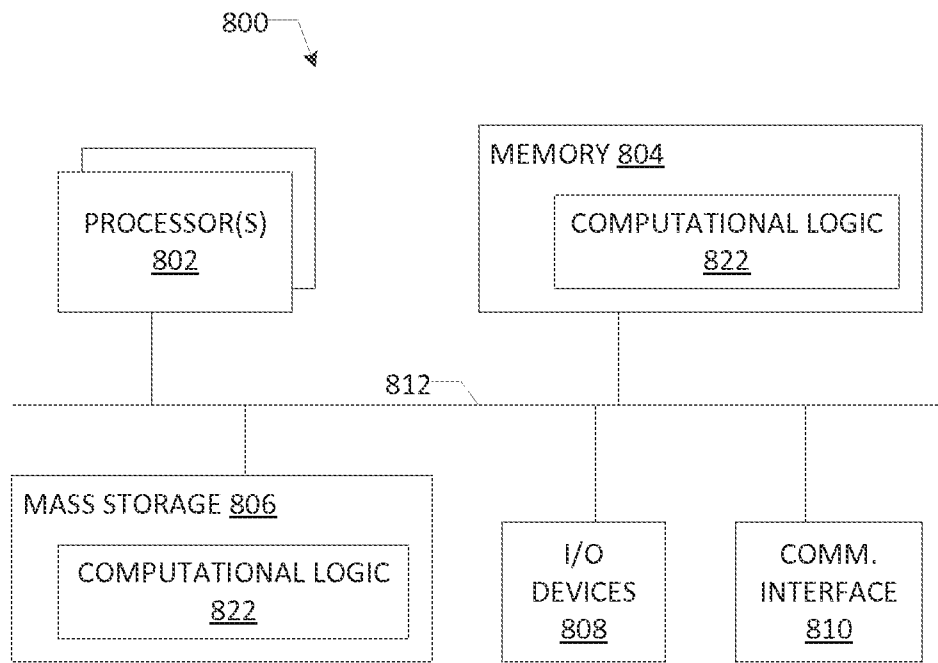 800
MEMORY 804
PROCESSOR(S)
802
COMPUTATIONAL LOGIC
822
812
MASS STORAGE 806
COMPUTATIONAL LOGIC
822
I/O
DEVICES
808
COMM.
INTERFACE
810